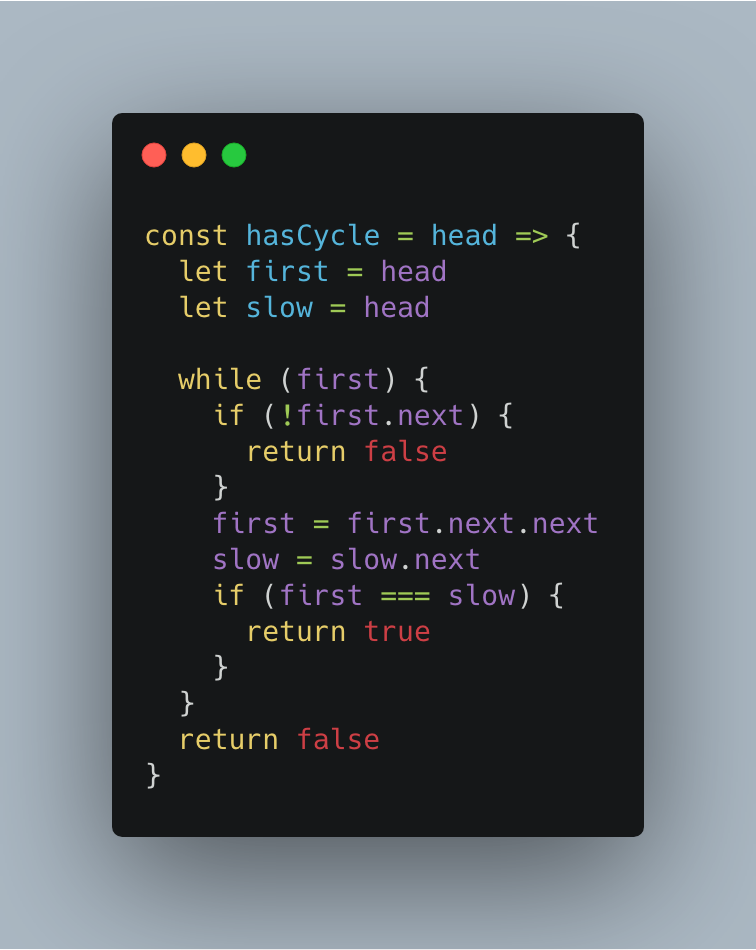 const hasCycle = head => {
  let first = head
  let slow = head

  while (first) {
    if (!first.next) {
      return false
    }
    first = first.next.next
    slow = slow.next
    if (first === slow) {
      return true
    }
  }
  return false
}